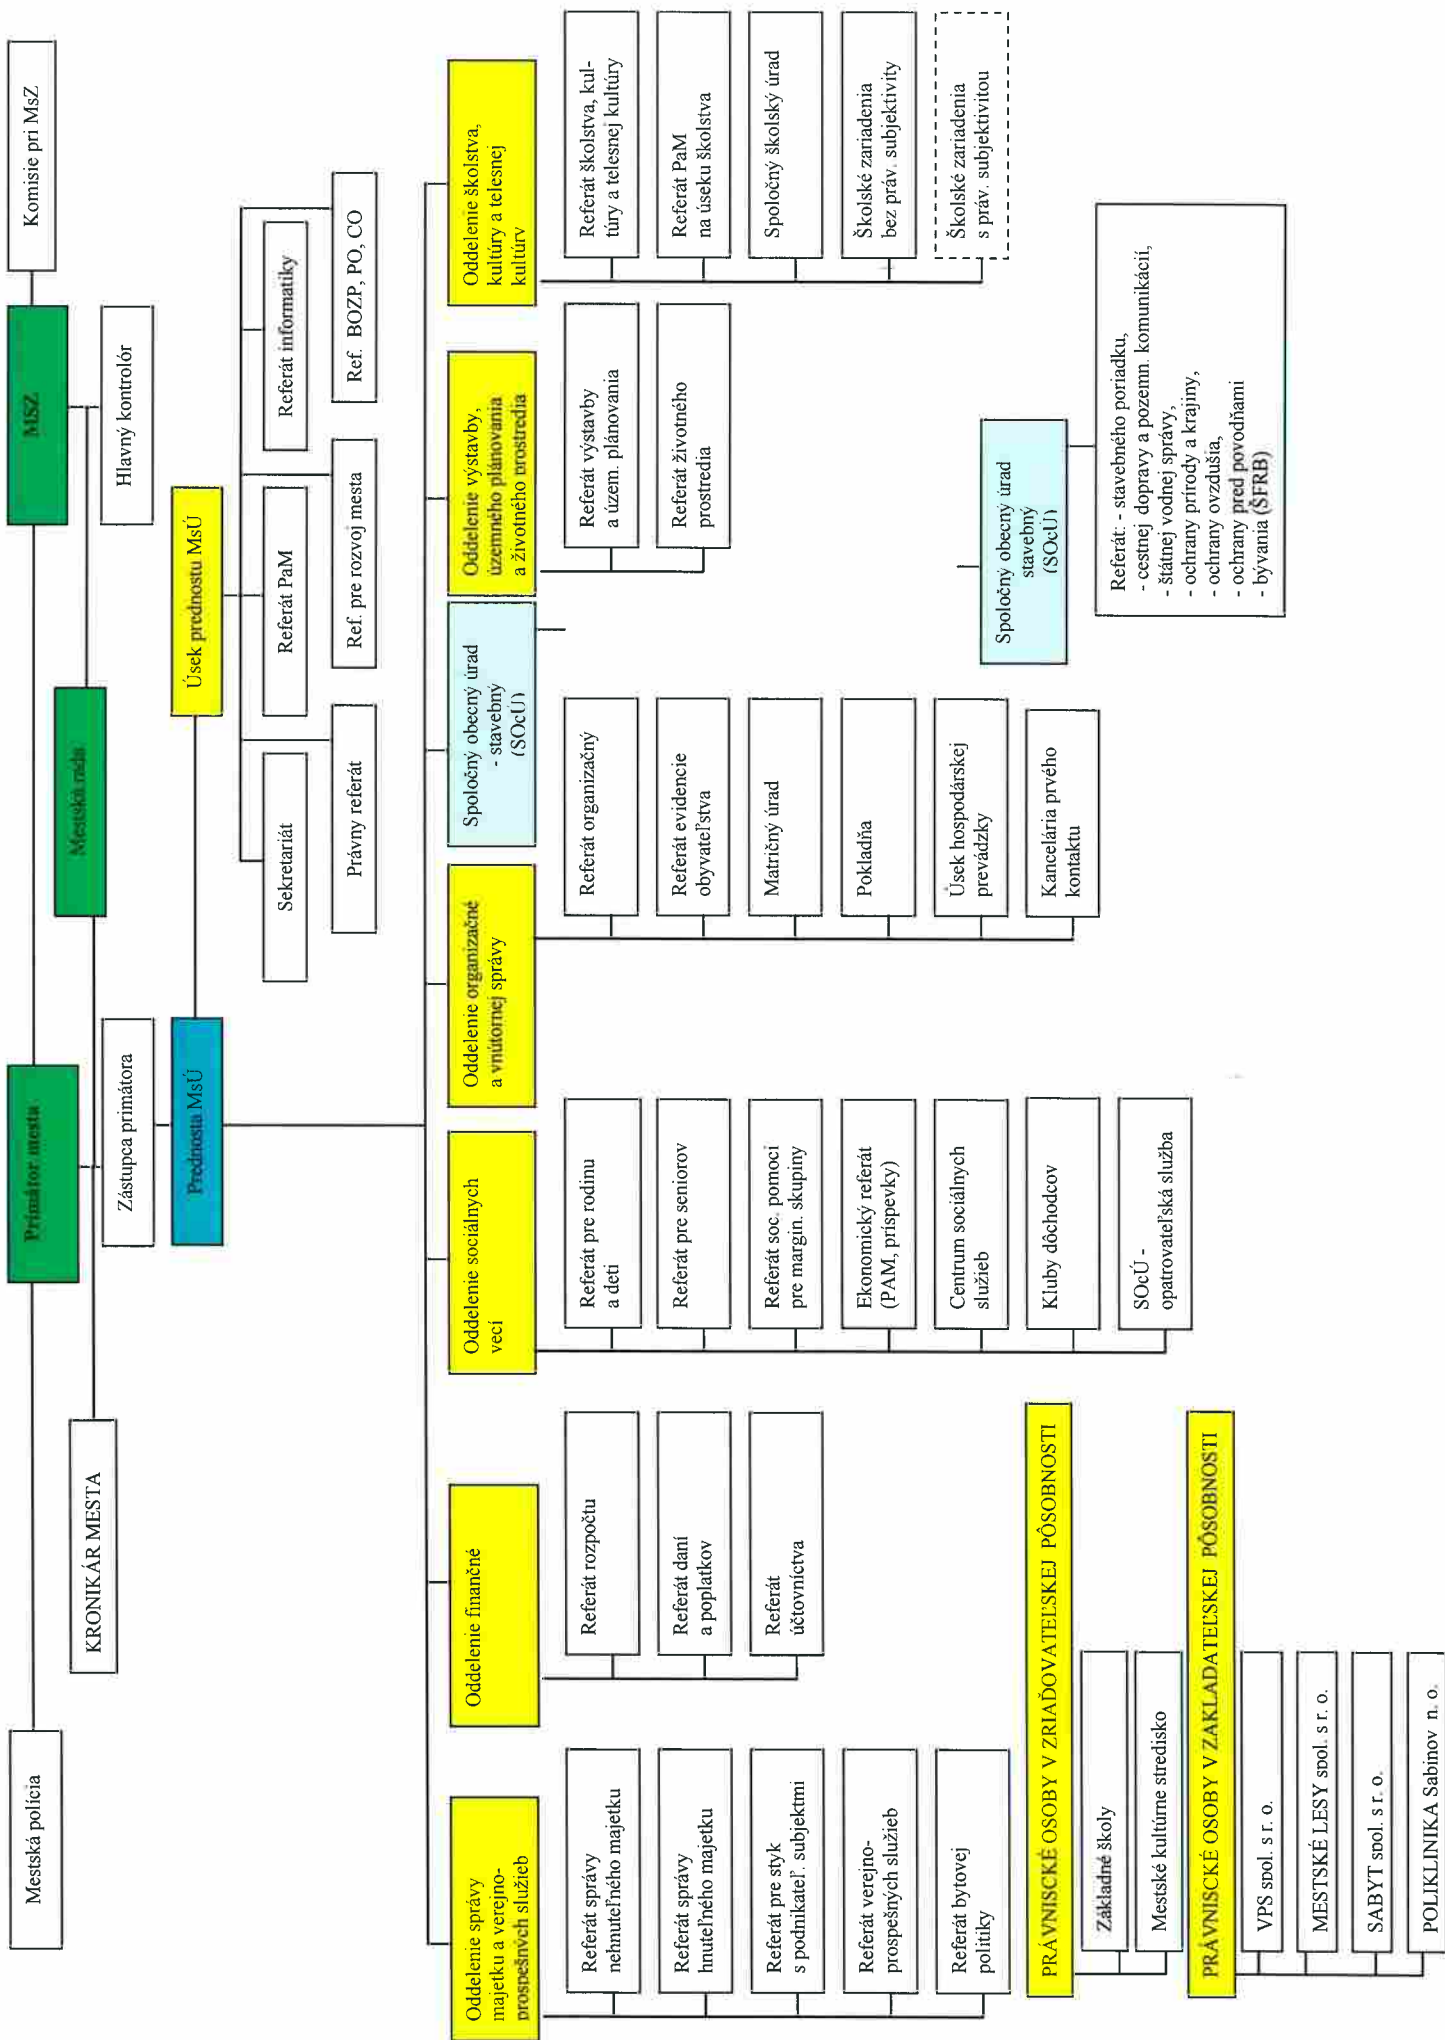 Mestská polícia
Primátor mesta
MSZ
Komisie pri MsZ
KRONIKÁR MESTA
Mestská rada
Hlavný kontrolór
Zástupca primátora
Prednosta MsÚ
Úsek prednostu MsÚ
Sekretariát
Referát PaM
Referát informatiky
Právny referát
Ref. pre rozvoj mesta
Ref. BOZP, PO, CO
Oddelenie správy
majetku a verejno-
prospešných služieb
Referát správy
nehnuteľného majetku
Referát správy
hnuteľného majetku
Referát pre styk
s podnikateľ. subjektmi
Referát verejno-
prospešných služieb
Referát bytovej
politiky
Oddelenie finančné
Referát rozpočtu
Referát daní
a poplatkov
Referát
účtovníctva
Oddelenie sociálnych
vecí
Referát pre rodinu
a deti
Referát pre seniorov
Referát soc. pomoci
pre margin. skupiny
Ekonomický referát
(PAM, príspevky)
Centrum sociálnych
služieb
Kluby dôchodcov
SOcÚ -
opatrovateľská služba
Oddelenie organizačné
a vnútornej správy
Referát organizačný
Referát evidencie
obyvateľstva
Matričný úrad
Pokladňa
Úsek hospodárskej
prevádzky
Kancelária prvého
kontaktu
Spoločný obecný úrad
- stavebný
(SOcÚ)
Oddelenie výstavby,
územného plánovania
a životného prostredia
Referát výstavby
a územ. plánovania
Referát životného
prostredia
Oddelenie školstva,
kultúry a telesnej
kultúry
Referát školstva, kul-
túry a telesnej kultúry
Referát PaM
na úseku školstva
Spoločný školský úrad
Školské zariadenia
bez práv. subjektivity
Školské zariadenia
s práv. subjektivitou
Spoločný obecný úrad
stavebný
(SOcÚ)
Referát: - stavebného poriadku,
- cestnej dopravy a pozemn. komunikácií,
- štátnej vodnej správy,
- ochrany prírody a krajiny,
- ochrany ovzdušia,
- ochrany pred povodňami
- bývania (ŠFRB)
PRÁVNISCKÉ OSOBY V ZRIAĎOVATEĽSKEJ PÔSOBNOSTI
Základné školy
Mestské kultúrne stredisko
PRÁVNISCKÉ OSOBY V ZAKLADATEĽSKEJ PÔSOBNOSTI
VPS spol. s r. o.
MESTSKÉ LESY spol. s r. o.
SABYT spol. s r. o.
POLIKLINIKA Sabinov n. o.